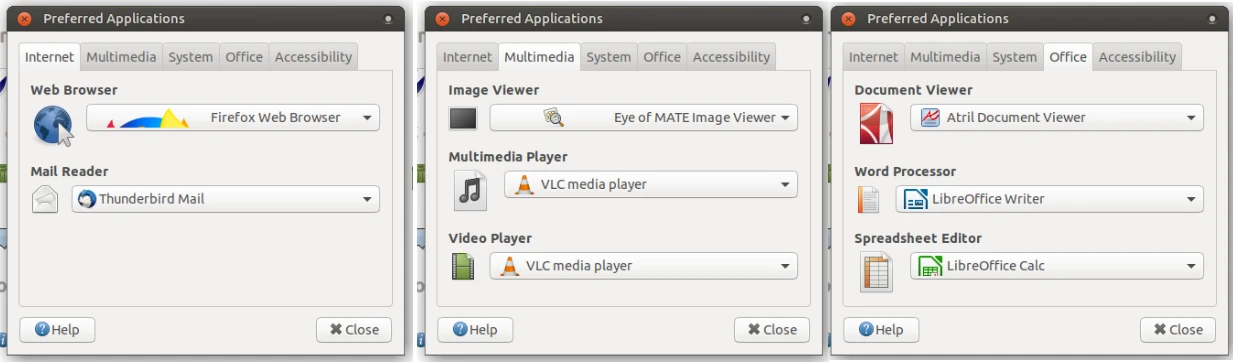 Preferred Applications
Internet Multimedia System Office Accessibility
Web Browser
Firefox Web Browser
Mail Reader
Thunderbird Mail
Help Close
Preferred Applications
Internet Multimedia System Office Accessibility
Image Viewer
Eye of MATE Image Viewer
Multimedia Player
VLC media player
Video Player
VLC media player
Help Close
Preferred Applications
Internet Multimedia System Office Accessibility
Document Viewer
Atril Document Viewer
Word Processor
LibreOffice Writer
Spreadsheet Editor
LibreOffice Calc
Help Close